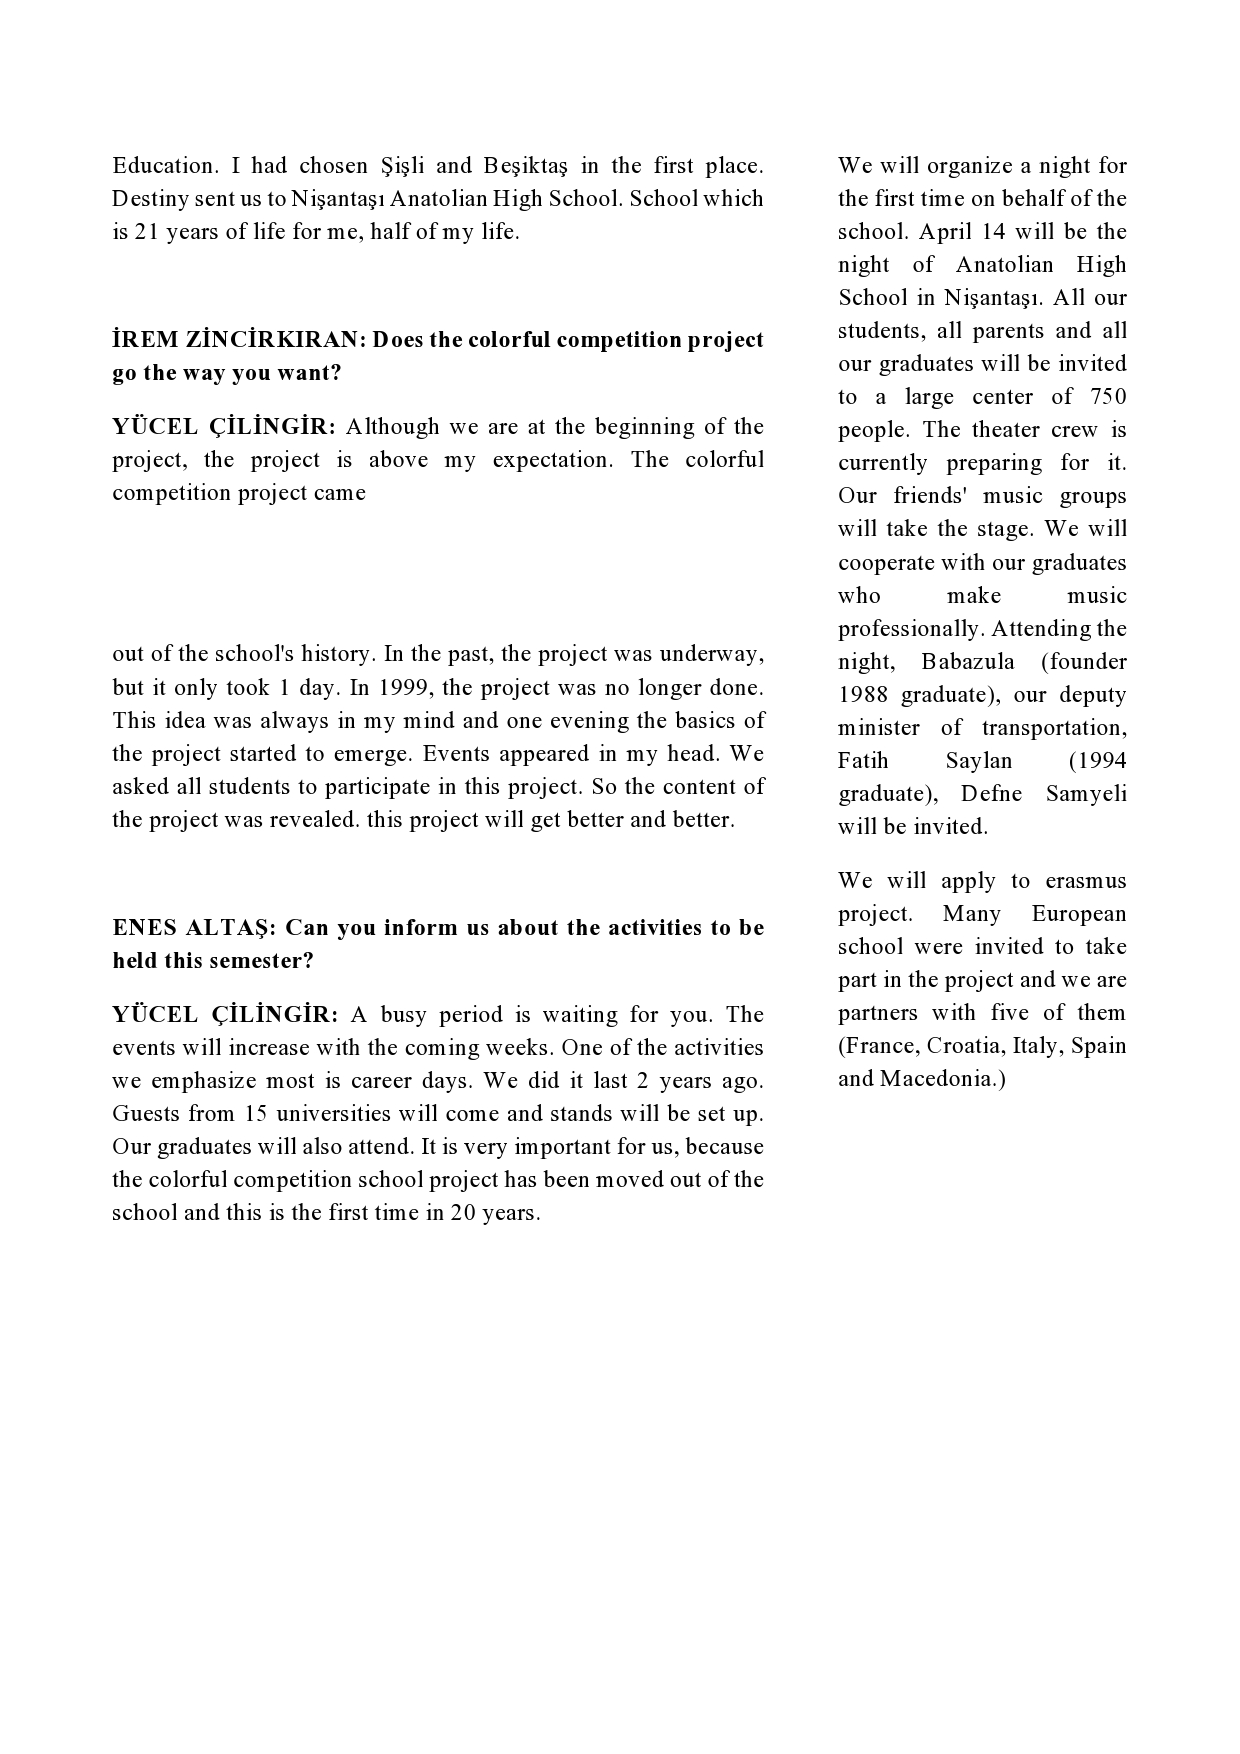 Education. I had chosen Şişli and Beşiktaş in the first place.
Destiny sent us to Nişantaşı Anatolian High School. School which
is 21 years of life for me, half of my life.
İREM ZİNCİRKIRAN: Does the colorful competition project
go the way you want?
YÜCEL ÇİLİNGİR: Although we are at the beginning of the
project, the project is above my expectation. The colorful
competition project came
out of the school's history. In the past, the project was underway,
but it only took 1 day. In 1999, the project was no longer done.
This idea was always in my mind and one evening the basics of
the project started to emerge. Events appeared in my head. We
asked all students to participate in this project. So the content of
the project was revealed. this project will get better and better.
ENES ALTAŞ: Can you inform us about the activities to be
held this semester?
YÜCEL ÇİLİNGİR: A busy period is waiting for you. The
events will increase with the coming weeks. One of the activities
we emphasize most is career days. We did it last 2 years ago.
Guests from 15 universities will come and stands will be set up.
Our graduates will also attend. It is very important for us, because
the colorful competition school project has been moved out of the
school and this is the first time in 20 years.
We will organize a night for
the first time on behalf of the
school. April 14 will be the
night of Anatolian High
School in Nişantaşı. All our
students, all parents and all
our graduates will be invited
to a large center of 750
people. The theater crew is
currently preparing for it.
Our friends' music groups
will take the stage. We will
cooperate with our graduates
who make music
professionally. Attending the
night, Babazula (founder
1988 graduate), our deputy
minister of transportation,
Fatih Saylan (1994
graduate), Defne Samyeli
will be invited.
We will apply to erasmus
project. Many European
school were invited to take
part in the project and we are
partners with five of them
(France, Croatia, Italy, Spain
and Macedonia.)